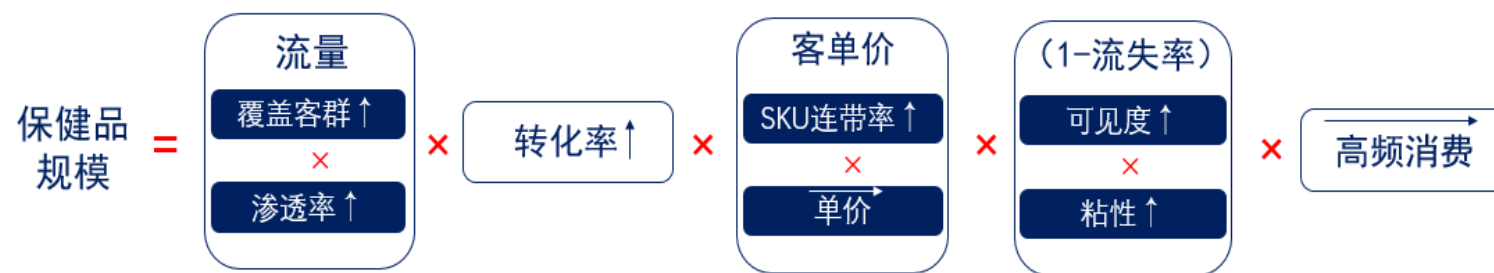 保健品
规模
=
流量
覆盖客群↑
×
渗透率↑
×
转化率↑
×
客单价
SKU连带率↑
×
单价→
×
(1-流失率)
可见度↑
×
粘性↑
×
高频消费→